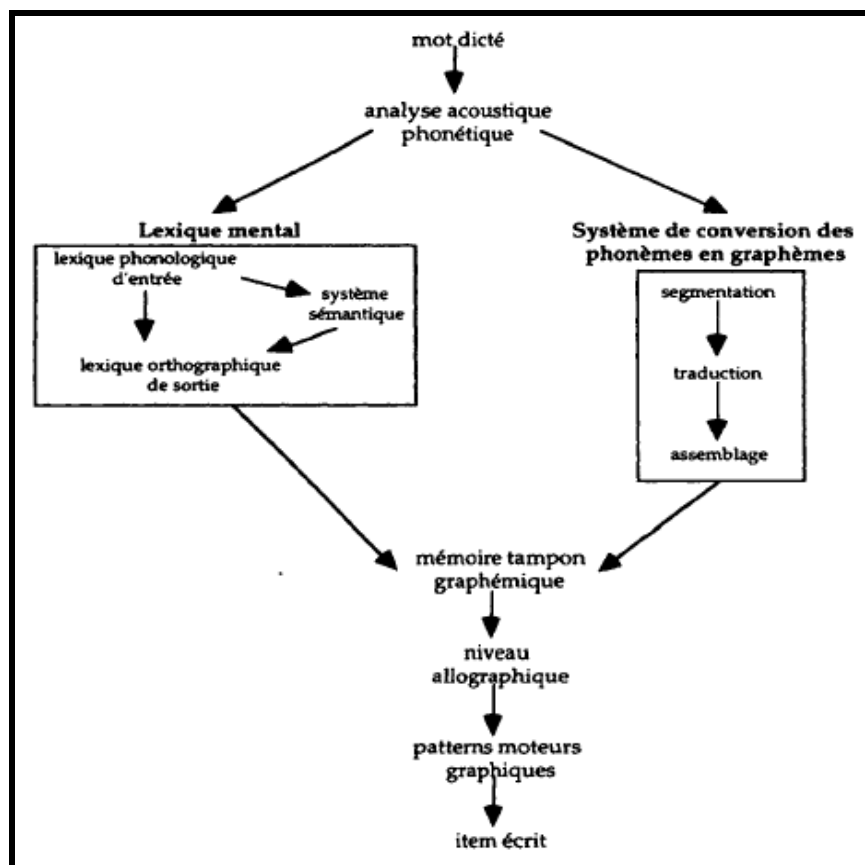 mot dicté
analyse acoustique
phonétique
Lexique mental
lexique phonologique
d'entrée
système
sémantique
lexique orthographique
de sortie
Système de conversion des
phonèmes en graphèmes
segmentation
traduction
assemblage
mémoire tampon
graphémique
niveau
allographique
patterns moteurs
graphiques
item écrit